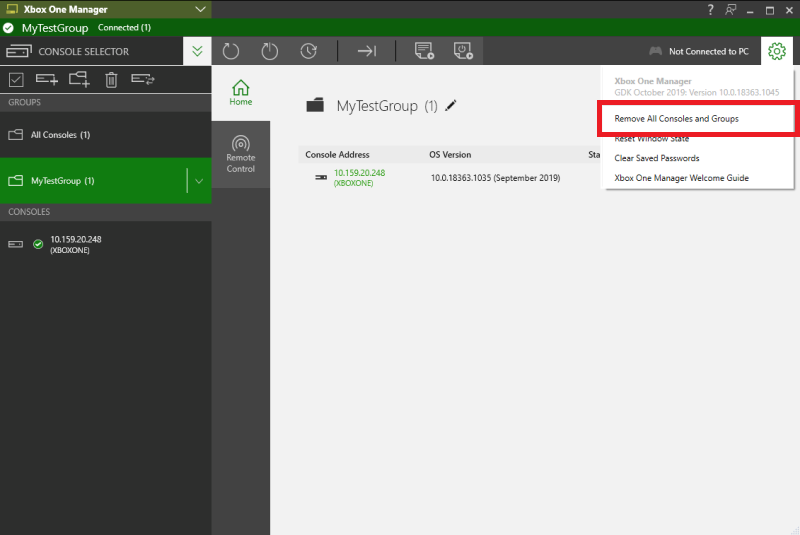 Xbox One Manager
?
MyTestGroup Connected (1)
CONSOLE SELECTOR
Not Connected to PC
GROUPS
All Consoles (1)
MyTestGroup (1)
CONSOLES
10.159.20.248
(XBOXONE)
Home
Remote
Control
MyTestGroup (1)
Console Address OS Version Sta
10.159.20.248
(XBOXONE)
10.0.18363.1035 (September 2019)
Xbox One Manager
GDK October 2019: Version 10.0.18363.1045
Remove All Consoles and Groups
Reset Window State
Clear Saved Passwords
Xbox One Manager Welcome Guide